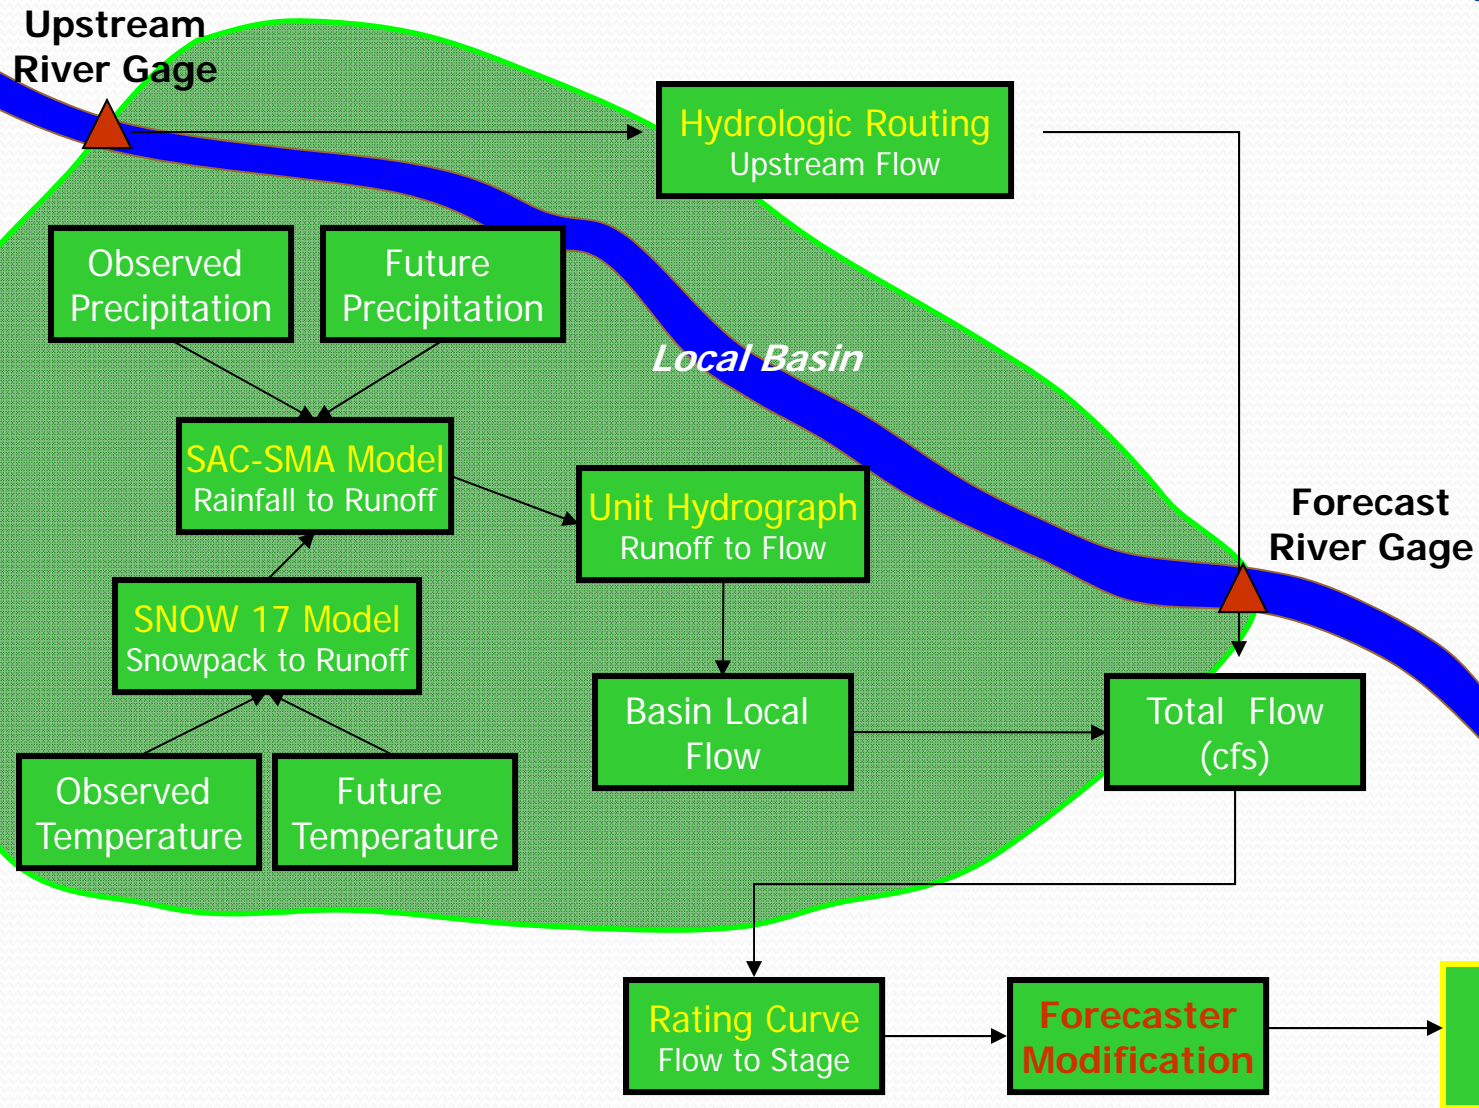 Upstream
River Gage
Hydrologic Routing
Upstream Flow
Observed
Precipitation
Future
Precipitation
Local Basin
SAC-SMA Model
Rainfall to Runoff
Unit Hydrograph
Runoff to Flow
Forecast
River Gage
SNOW 17 Model
Snowpack to Runoff
Basin Local
Flow
Total Flow
(cfs)
Observed
Temperature
Future
Temperature
Rating Curve
Flow to Stage
Forecaster
Modification